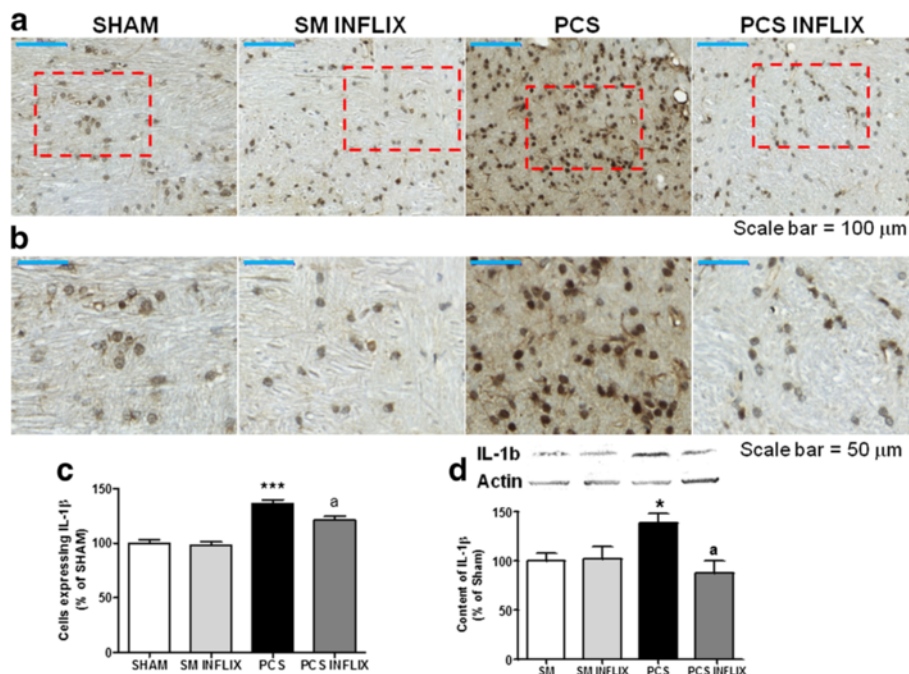 a
SHAM SM INFLIX PCS PCS INFLIX
Scale bar = 100 μm
b
Scale bar = 50 μm
c
Cells expressing IL-1β
(% of SHAM)
150
100
50
0
***
a
SHAM SM INFLIX PCS PCS INFLIX
d
IL-1b
Actin
Content of IL-1β
(% of Sham)
150
100
50
0
*
a
SM SM INFLIX PCS PCS INFLIX